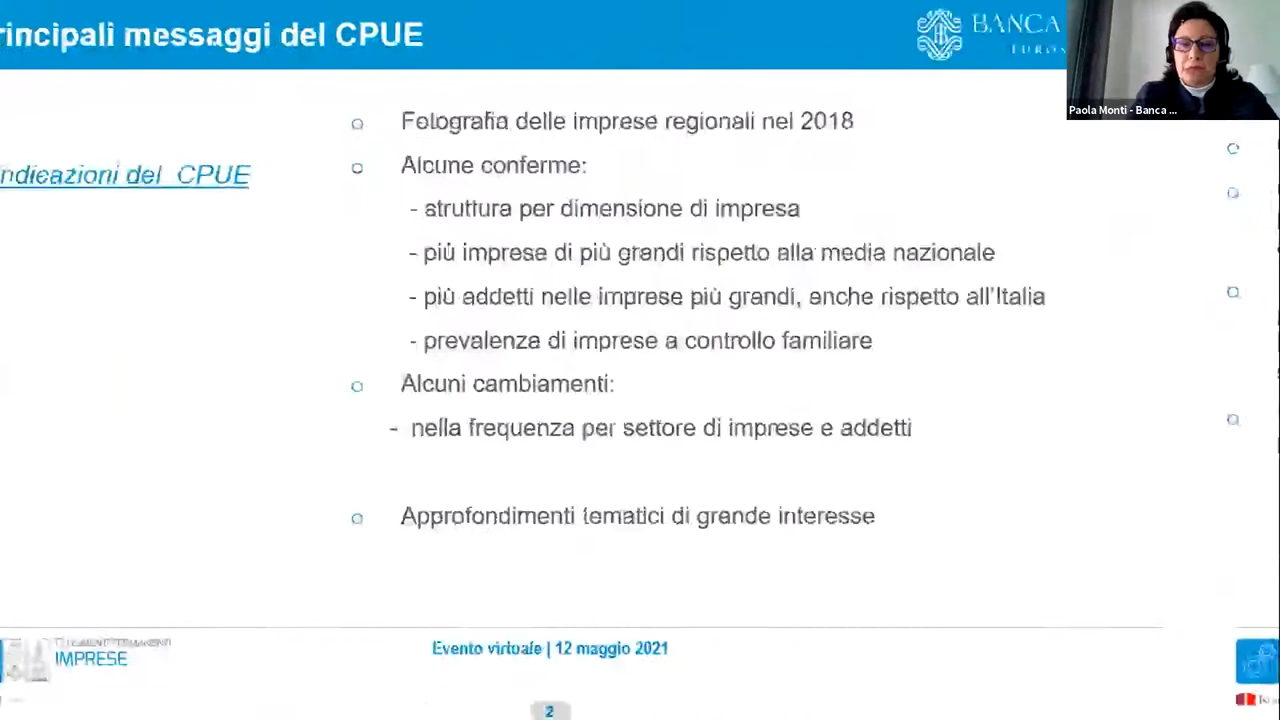 rincipali messaggi del CPUE
BANCA
EUROS
Paola Monti - Banca ...
ndicazioni del CPUE
Fotografia delle imprese regionali nel 2018
Alcune conferme:
- struttura per dimensione di impresa
- più imprese di più grandi rispetto alla media nazionale
- più addetti nelle imprese più grandi, anche rispetto all'Italia
- prevalenza di imprese a controllo familiare
Alcuni cambiamenti:
- nella frequenza per settore di imprese e addetti
Approfondimenti tematici di grande interesse
IMPRESE
Evento virtuale | 12 maggio 2021
2